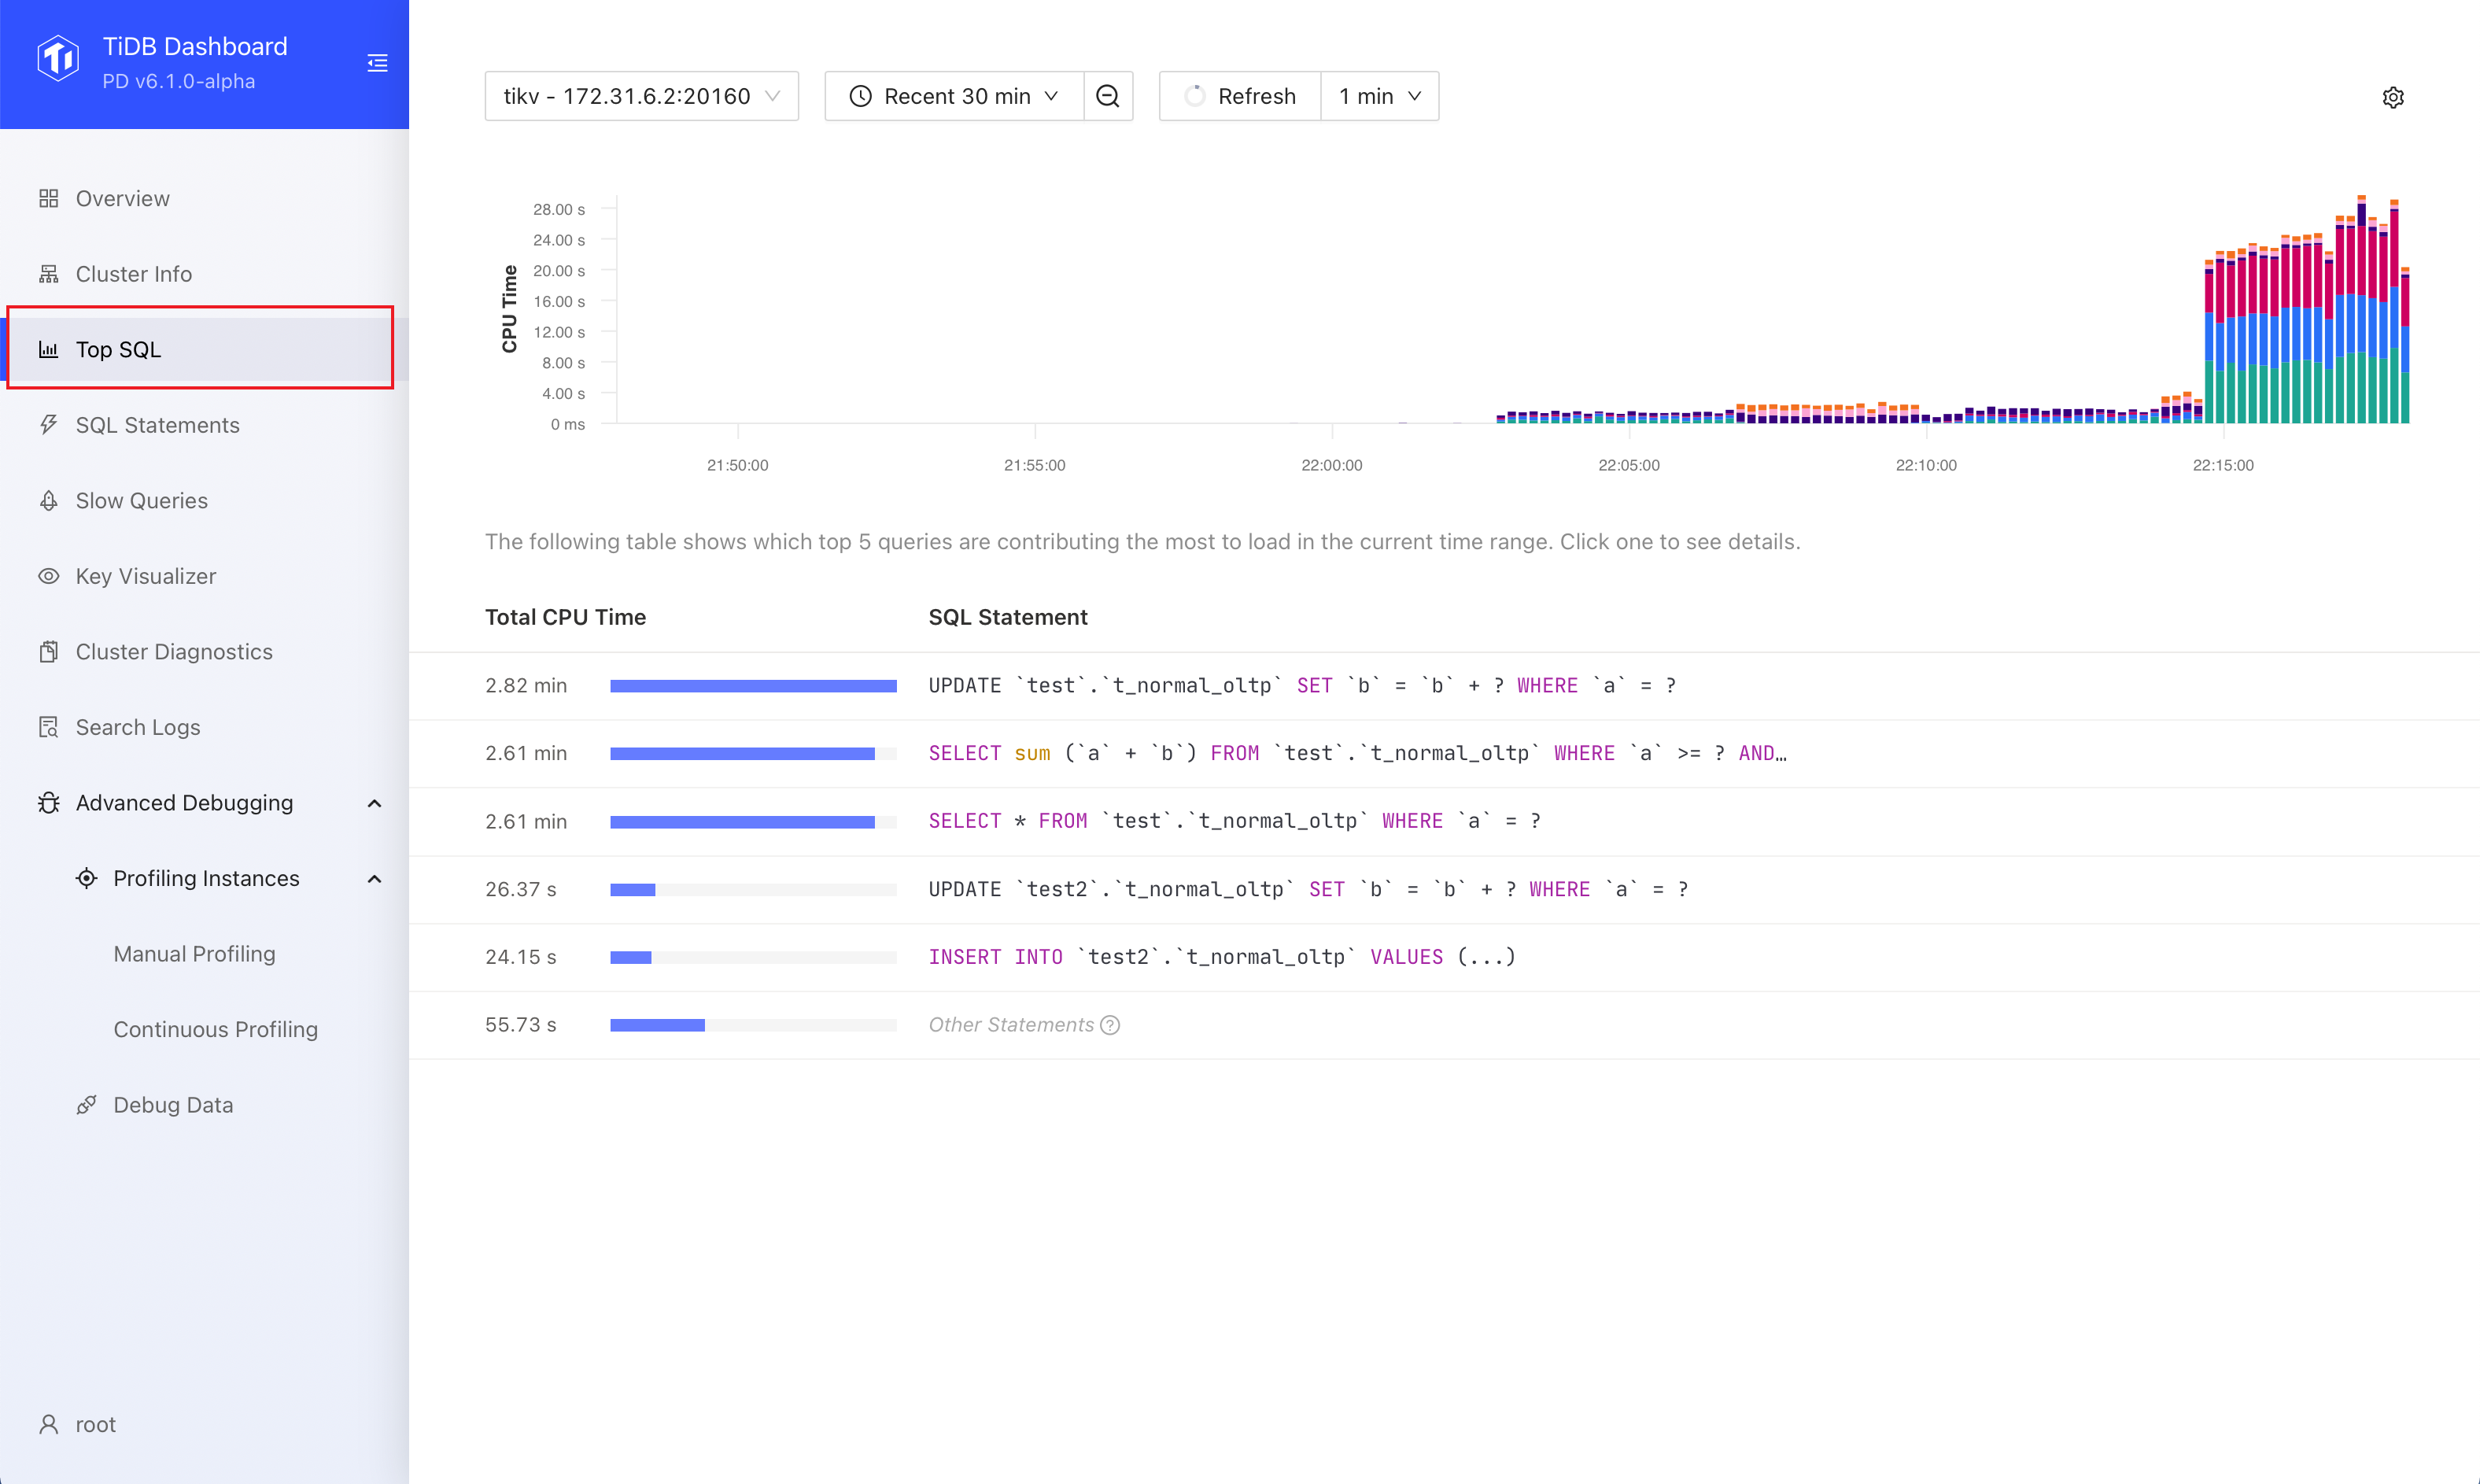 TiDB Dashboard
PD v6.1.0-alpha
Overview
Cluster Info
Top SQL
SQL Statements
Slow Queries
Key Visualizer
Cluster Diagnostics
Search Logs
Advanced Debugging
Profiling Instances
Manual Profiling
Continuous Profiling
Debug Data
root
tikv - 172.31.6.2:20160
Recent 30 min
Refresh
1 min
CPU Time
28.00 s
24.00 s
20.00 s
16.00 s
12.00 s
8.00 s
4.00 s
0 ms
21:50:00 21:55:00 22:00:00 22:05:00 22:10:00 22:15:00
The following table shows which top 5 queries are contributing the most to load in the current time range. Click one to see details.
Total CPU Time SQL Statement
2.82 min UPDATE `test`.`t_normal_oltp` SET `b` = `b` + ? WHERE `a` = ?
2.61 min SELECT sum (`a` + `b`) FROM `test`.`t_normal_oltp` WHERE `a` >= ? AND…
2.61 min SELECT * FROM `test`.`t_normal_oltp` WHERE `a` = ?
26.37 s UPDATE `test2`.`t_normal_oltp` SET `b` = `b` + ? WHERE `a` = ?
24.15 s INSERT INTO `test2`.`t_normal_oltp` VALUES (...)
55.73 s Other Statements